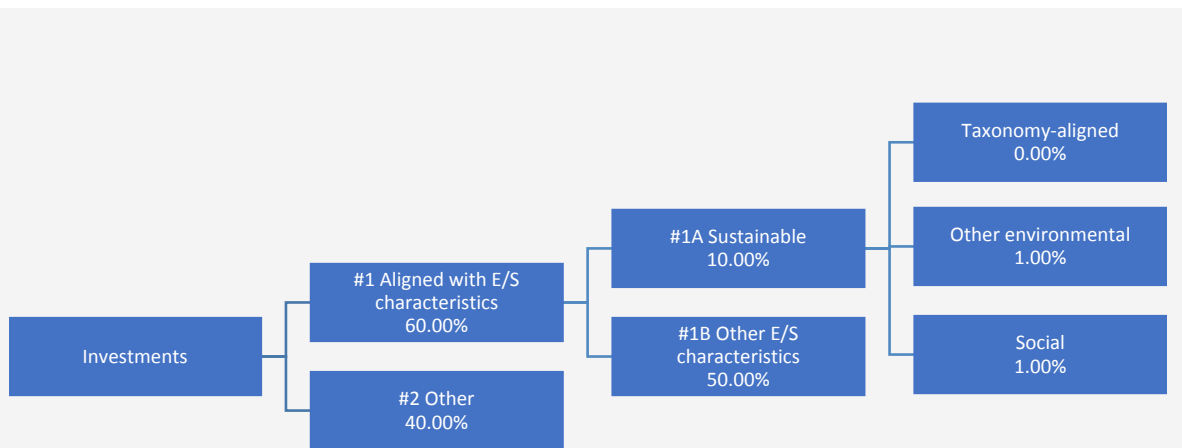 Investments
#1 Aligned with E/S
characteristics
60.00%
#2 Other
40.00%
#1A Sustainable
10.00%
#1B Other E/S
characteristics
50.00%
Taxonomy-aligned
0.00%
Other environmental
1.00%
Social
1.00%